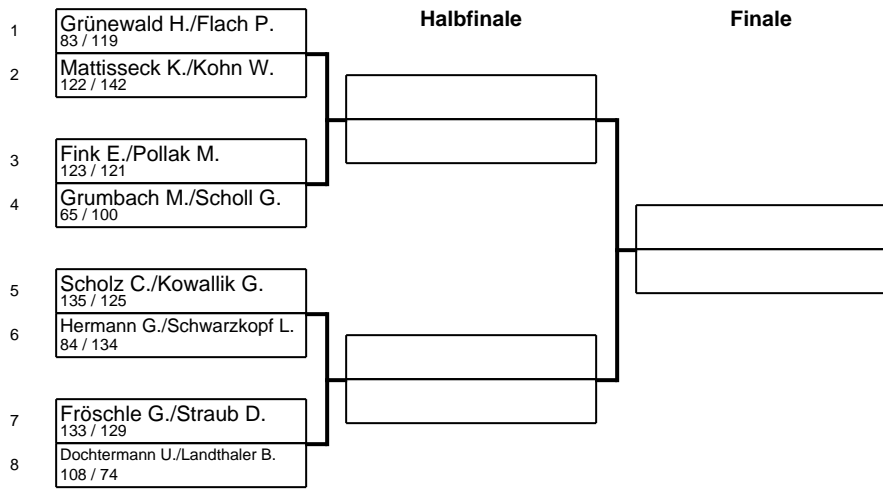 Halbfinale
Finale
1
Grünewald H./Flach P.
83 / 119
2
Mattisseck K./Kohn W.
122 / 142
3
Fink E./Pollak M.
123 / 121
4
Grumbach M./Scholl G.
65 / 100
5
Scholz C./Kowallik G.
135 / 125
6
Hermann G./Schwarzkopf L.
84 / 134
7
Fröschle G./Straub D.
133 / 129
8
Dochtermann U./Landthaler B.
108 / 74